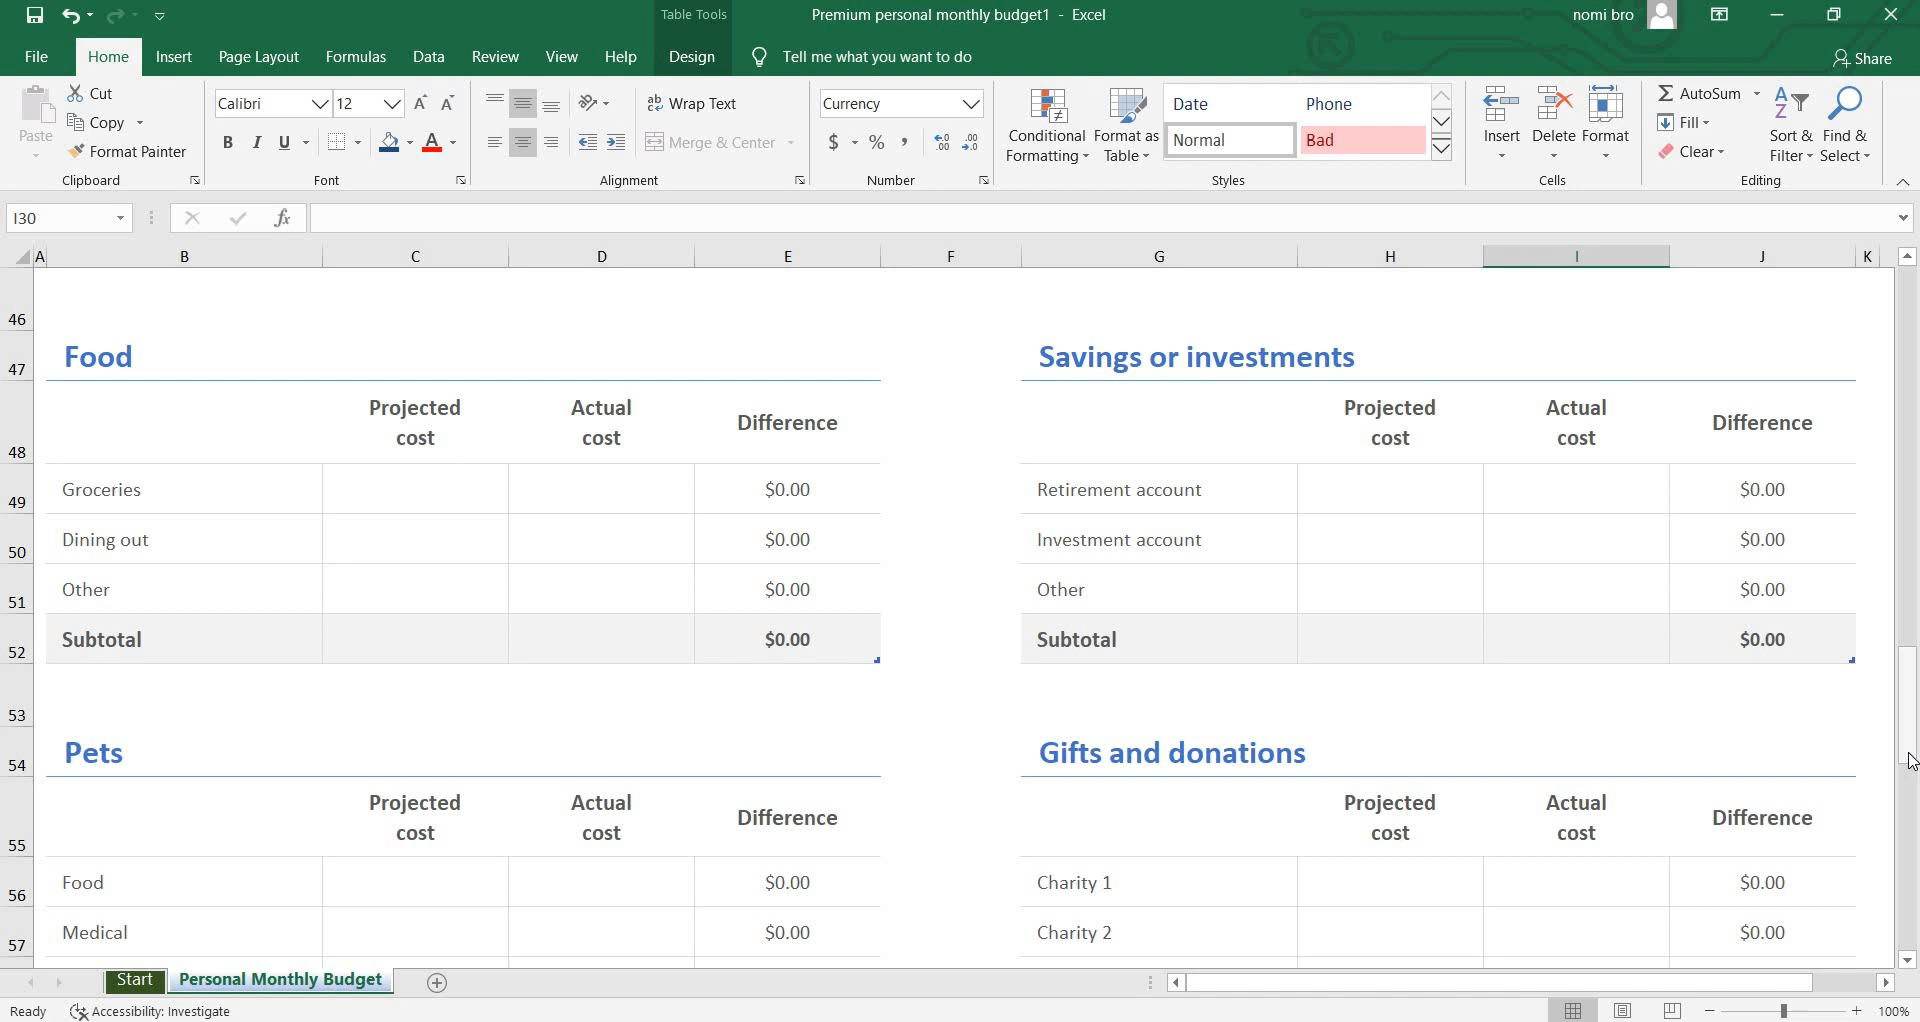 Table Tools
Premium personal monthly budget1 - Excel
nomi bro
File Home Insert Page Layout Formulas Data Review View Help Design Tell me what you want to do Share
Paste
Cut
Copy
Format Painter
Clipboard
Calibri 12
B I U
Font
Wrap Text
Merge & Center
Alignment
Currency
$ % ,
Number
Conditional Formatting
Format as Table
Date Phone
Normal Bad
Styles
Insert Delete Format
Cells
AutoSum
Fill
Clear
Sort & Filter
Find & Select
Editing
I30 fx
A B C D E F G H I J K
46
47 Food Savings or investments
48 Projected cost Actual cost Difference Projected cost Actual cost Difference
49 Groceries $0.00 Retirement account $0.00
50 Dining out $0.00 Investment account $0.00
51 Other $0.00 Other $0.00
52 Subtotal $0.00 Subtotal $0.00
53
54 Pets Gifts and donations
55 Projected cost Actual cost Difference Projected cost Actual cost Difference
56 Food $0.00 Charity 1 $0.00
57 Medical $0.00 Charity 2 $0.00
Start Personal Monthly Budget
Ready Accessibility: Investigate 100%